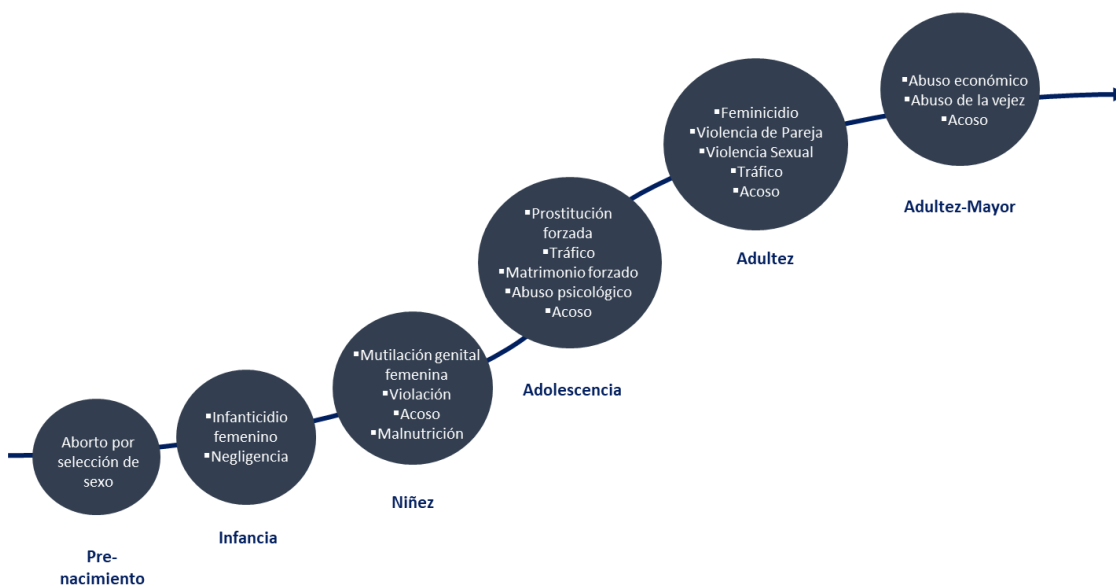 Aborto por
selección de
sexo
Pre-
nacimiento
▪Infanticidio
femenino
▪Negligencia
Infancia
▪Mutilación genital
femenina
▪Violación
▪Acoso
▪Malnutrición
Niñez
▪Prostitución
forzada
▪Tráfico
▪Matrimonio forzado
▪Abuso psicológico
▪Acoso
Adolescencia
▪Feminicidio
▪Violencia de Pareja
▪Violencia Sexual
▪Tráfico
▪Acoso
Adultez
▪Abuso económico
▪Abuso de la vejez
▪Acoso
Adultez-Mayor